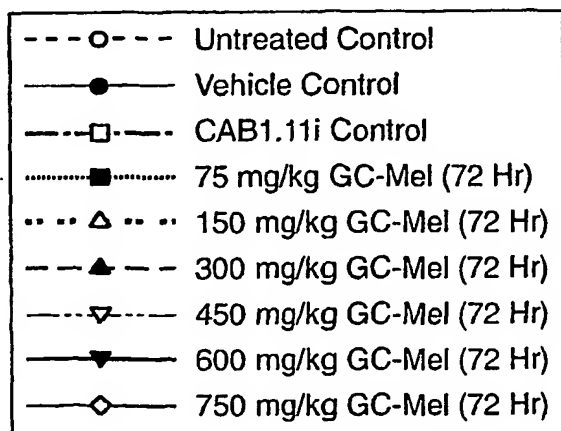 Untreated Control
Vehicle Control
CAB1.11i Control
75 mg/kg GC-Mel (72 Hr)
150 mg/kg GC-Mel (72 Hr)
300 mg/kg GC-Mel (72 Hr)
450 mg/kg GC-Mel (72 Hr)
600 mg/kg GC-Mel (72 Hr)
750 mg/kg GC-Mel (72 Hr)